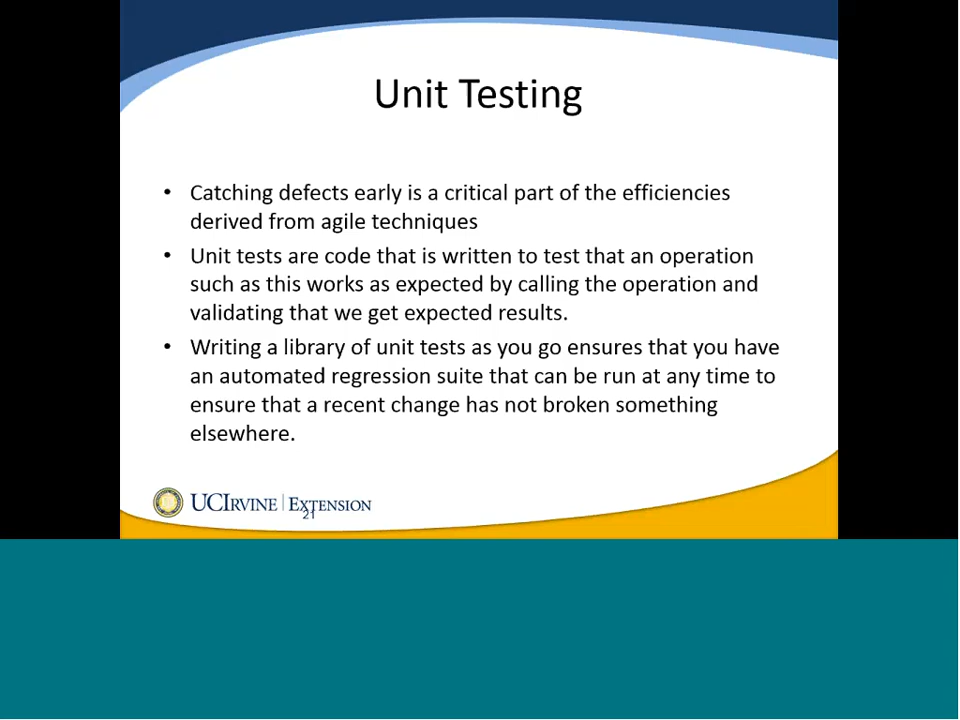 Unit Testing
• Catching defects early is a critical part of the efficiencies
derived from agile techniques
• Unit tests are code that is written to test that an operation
such as this works as expected by calling the operation and
validating that we get expected results.
• Writing a library of unit tests as you go ensures that you have
an automated regression suite that can be run at any time to
ensure that a recent change has not broken something
elsewhere.
UCIRVINE | EXTENSION
21